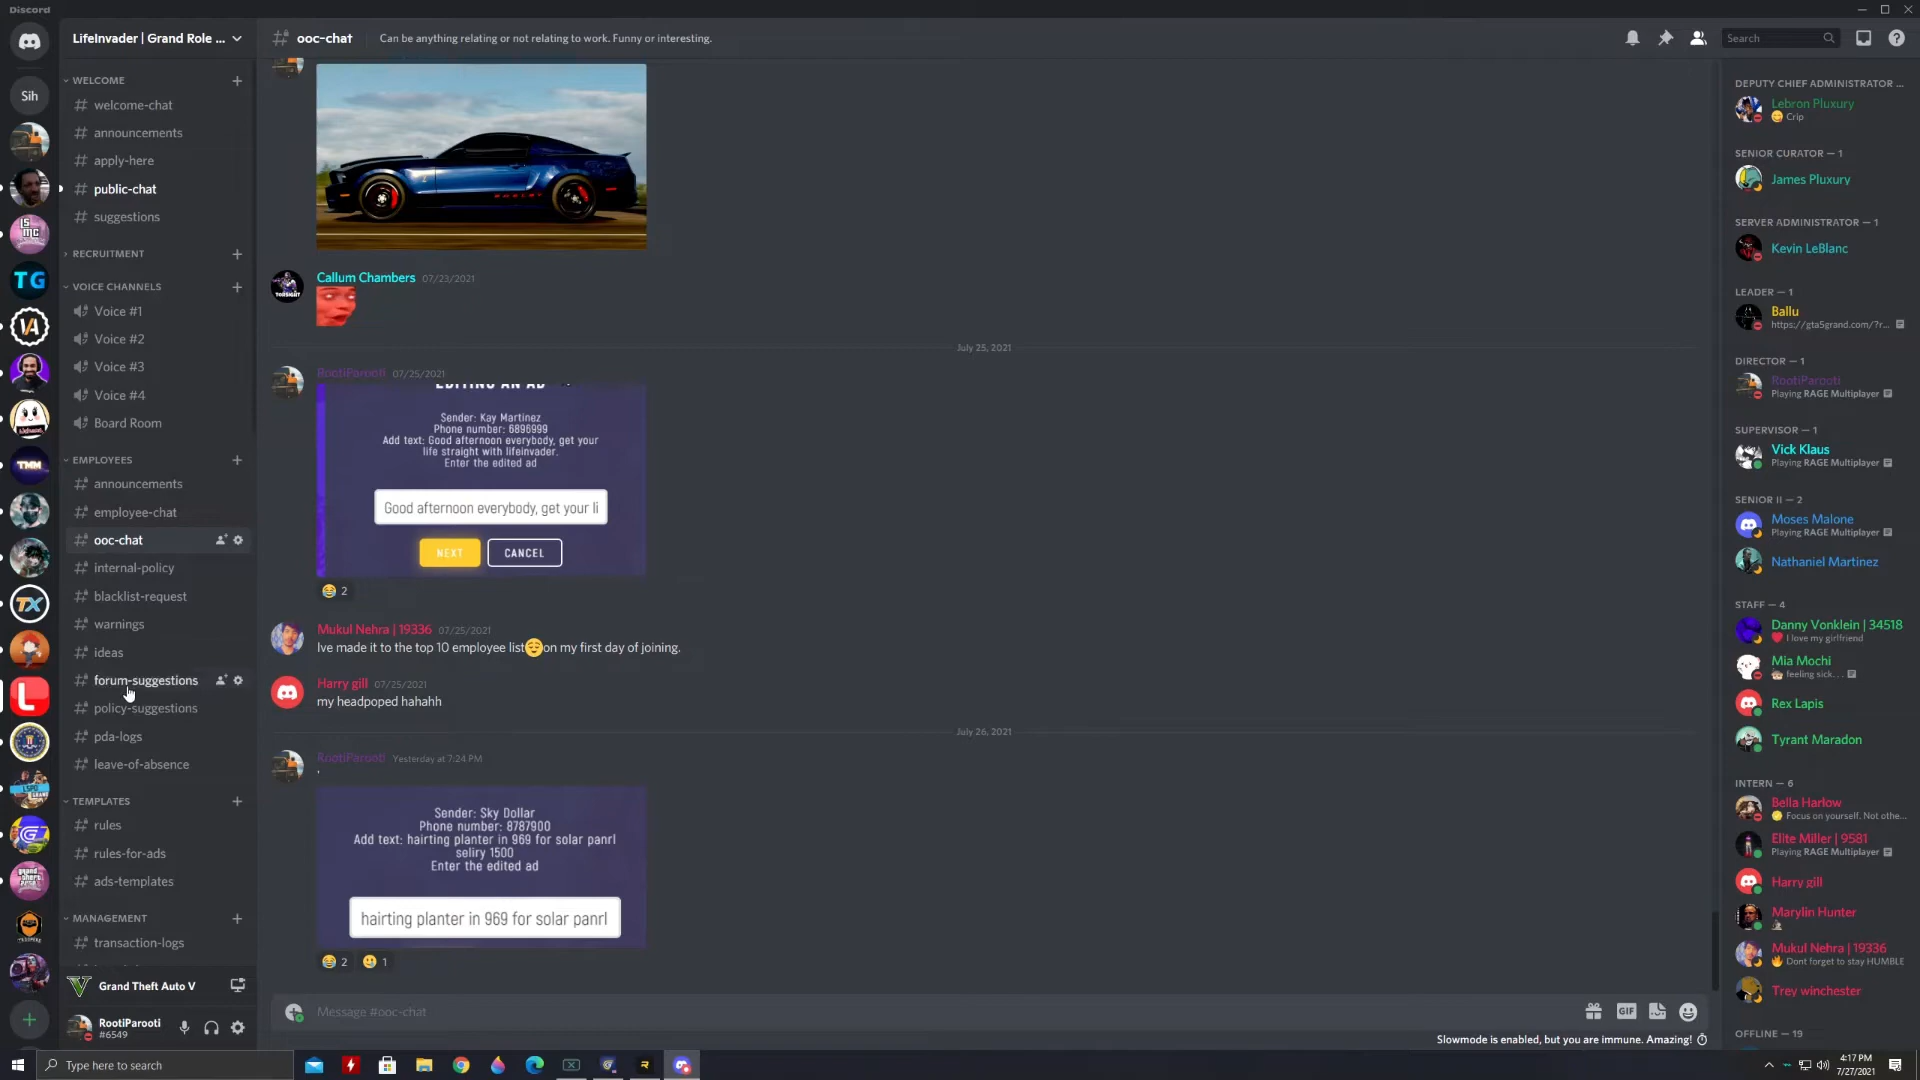 Discord
LifeInvader | Grand Role ...
ooc-chat
Can be anything relating or not relating to work. Funny or interesting.
Search
Sih
WELCOME
welcome-chat
announcements
apply-here
public-chat
suggestions
RECRUITMENT
VOICE CHANNELS
Voice #1
Voice #2
Voice #3
Voice #4
Board Room
EMPLOYEES
announcements
employee-chat
ooc-chat
internal-policy
blacklist-request
warnings
ideas
forum-suggestions
policy-suggestions
pda-logs
leave-of-absence
TEMPLATES
rules
rules-for-ads
ads-templates
MANAGEMENT
transaction-logs
Grand Theft Auto V
RootiParooti
#6549
TG
VA
TMM
TX
L
Callum Chambers 07/23/2021
July 25, 2021
RootiParooti 07/25/2021
EDITING AN AD
Sender: Kay Martinez
Phone number: 6896999
Add text: Good afternoon everybody, get your
life straight with lifeinvader.
Enter the edited ad
Good afternoon everybody, get your li
NEXT CANCEL
2
Mukul Nehra | 19336 07/25/2021
Ive made it to the top 10 employee list on my first day of joining.
Harry gill 07/25/2021
my headpoped hahahh
July 26, 2021
RootiParooti Yesterday at 7:24 PM
'
Sender: Sky Dollar
Phone number: 8787900
Add text: hairting planter in 969 for solar panrl
seliry 1500
Enter the edited ad
hairting planter in 969 for solar panrl
2 1
Message #ooc-chat
GIF
Slowmode is enabled, but you are immune. Amazing!
DEPUTY CHIEF ADMINISTRATOR ...
Lebron Pluxury
Crip
SENIOR CURATOR — 1
James Pluxury
SERVER ADMINISTRATOR — 1
Kevin LeBlanc
LEADER — 1
Ballu
https://gta5grand.com/?r...
DIRECTOR — 1
RootiParooti
Playing RAGE Multiplayer
SUPERVISOR — 1
Vick Klaus
Playing RAGE Multiplayer
SENIOR II — 2
Moses Malone
Playing RAGE Multiplayer
Nathaniel Martinez
STAFF — 4
Danny Vonklein | 34518
I love my girlfriend
Mia Mochi
feeling sick. . .
Rex Lapis
Tyrant Maradon
INTERN — 6
Bella Harlow
Focus on yourself. Not othe...
Elite Miller | 9581
Playing RAGE Multiplayer
Harry gill
Marylin Hunter
Mukul Nehra | 19336
Dont forget to stay HUMBLE
Trey winchester
OFFLINE — 19
Type here to search
4:17 PM
7/27/2021